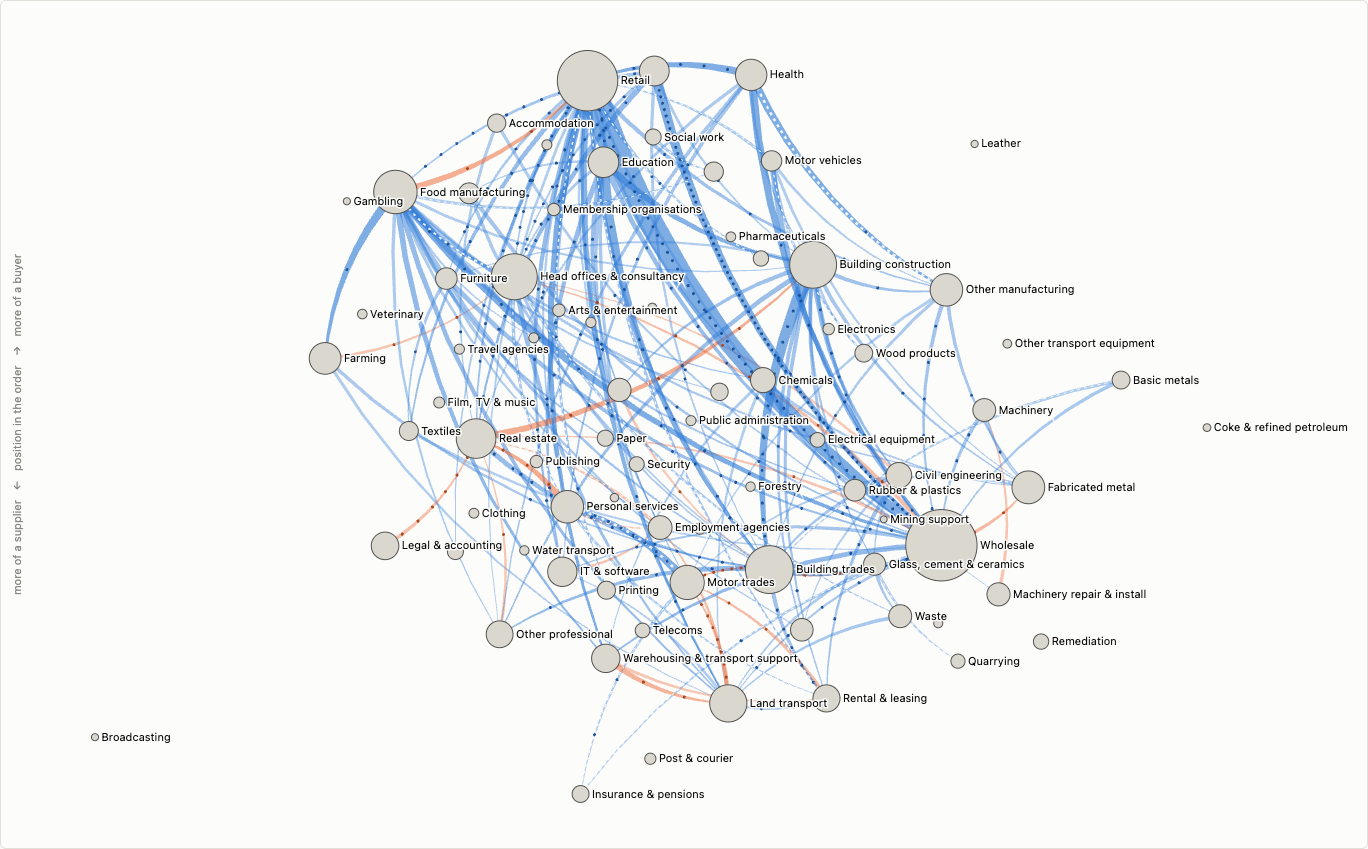 more of a supplier ← position in the order → more of a buyer
Retail
Health
Accommodation
Social work
Leather
Education
Motor vehicles
Food manufacturing
Gambling
Membership organisations
Pharmaceuticals
Building construction
Head offices & consultancy
Furniture
Other manufacturing
Arts & entertainment
Veterinary
Electronics
Other transport equipment
Travel agencies
Wood products
Farming
Chemicals
Basic metals
Film, TV & music
Machinery
Public administration
Coke & refined petroleum
Textiles
Real estate
Paper
Electrical equipment
Publishing
Security
Civil engineering
Forestry
Rubber & plastics
Fabricated metal
Personal services
Clothing
Mining support
Employment agencies
Legal & accounting
Wholesale
Water transport
Glass, cement & ceramics
IT & software
Building trades
Motor trades
Printing
Machinery repair & install
Waste
Other professional
Telecoms
Remediation
Warehousing & transport support
Quarrying
Rental & leasing
Land transport
Broadcasting
Post & courier
Insurance & pensions